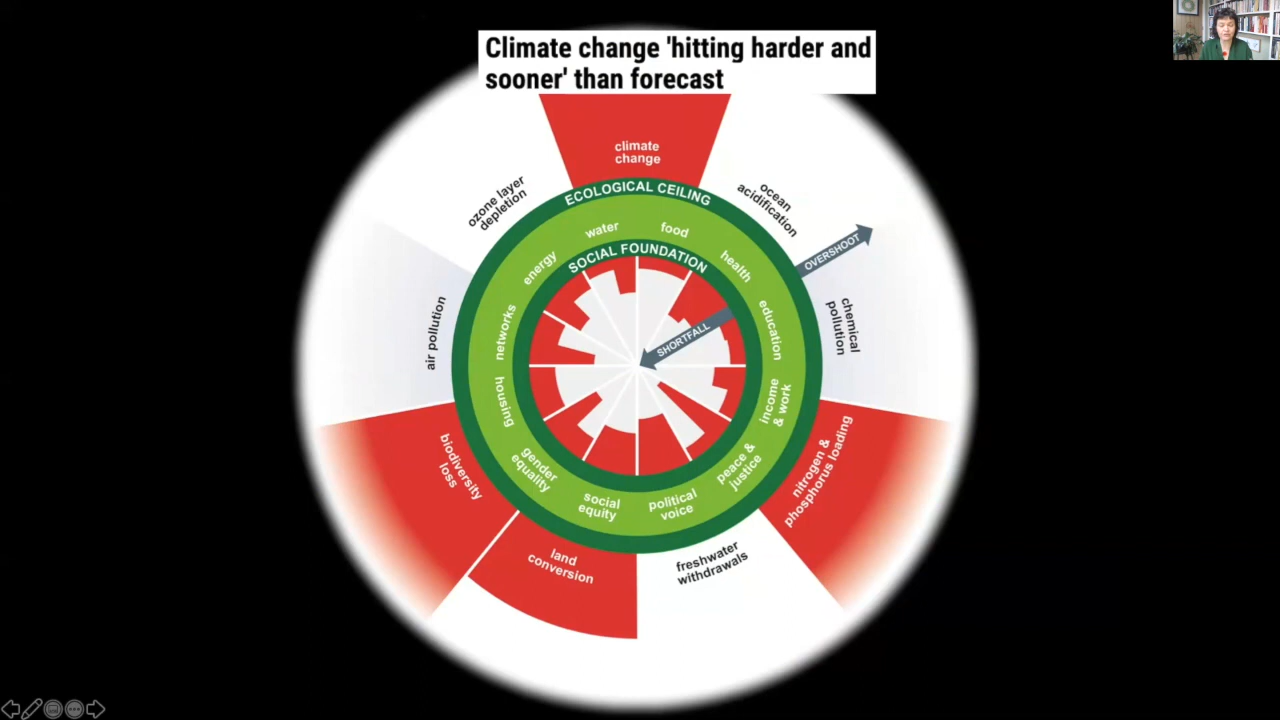 Climate change 'hitting harder and
sooner' than forecast
climate
change
ozone layer
depletion
ocean
acidification
ECOLOGICAL CEILING
OVERSHOOT
water
food
energy
health
SOCIAL FOUNDATION
air pollution
networks
education
chemical
pollution
SHORTFALL
housing
income
& work
biodiversity
loss
gender
equality
peace &
justice
nitrogen &
phosphorus loading
social
equity
political
voice
land
conversion
freshwater
withdrawals